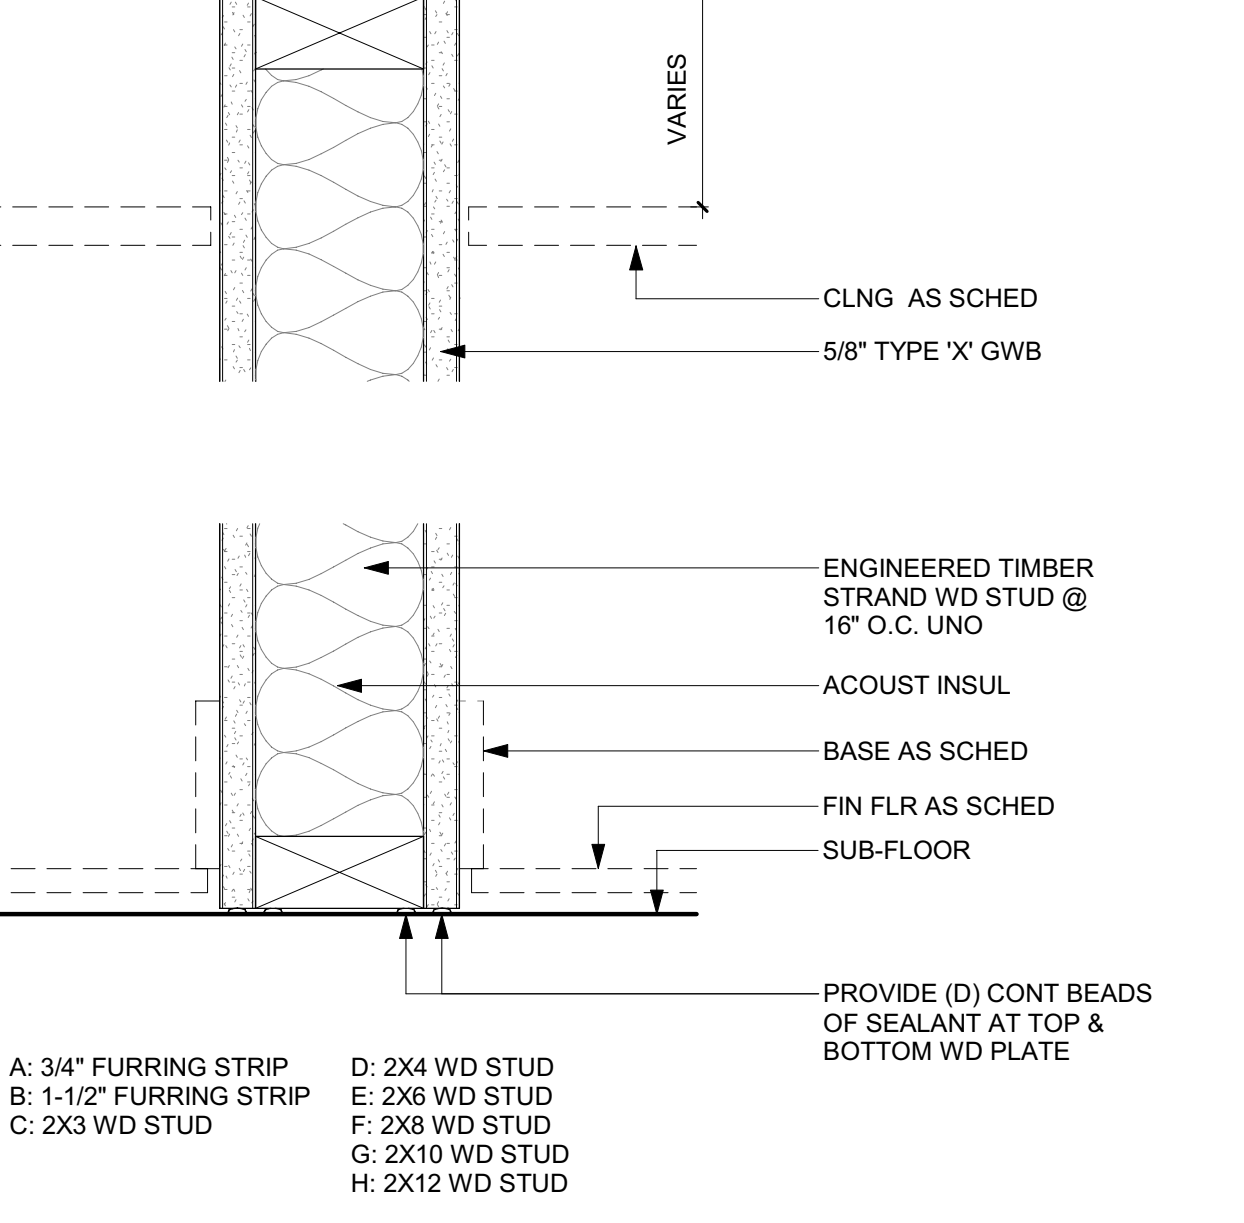 VARIES
CLNG AS SCHED
5/8" TYPE 'X' GWB
ENGINEERED TIMBER
STRAND WD STUD @
16" O.C. UNO
ACOUST INSUL
BASE AS SCHED
FIN FLR AS SCHED
SUB-FLOOR
PROVIDE (D) CONT BEADS
OF SEALANT AT TOP &
BOTTOM WD PLATE
A: 3/4" FURRING STRIP
B: 1-1/2" FURRING STRIP
C: 2X3 WD STUD
D: 2X4 WD STUD
E: 2X6 WD STUD
F: 2X8 WD STUD
G: 2X10 WD STUD
H: 2X12 WD STUD